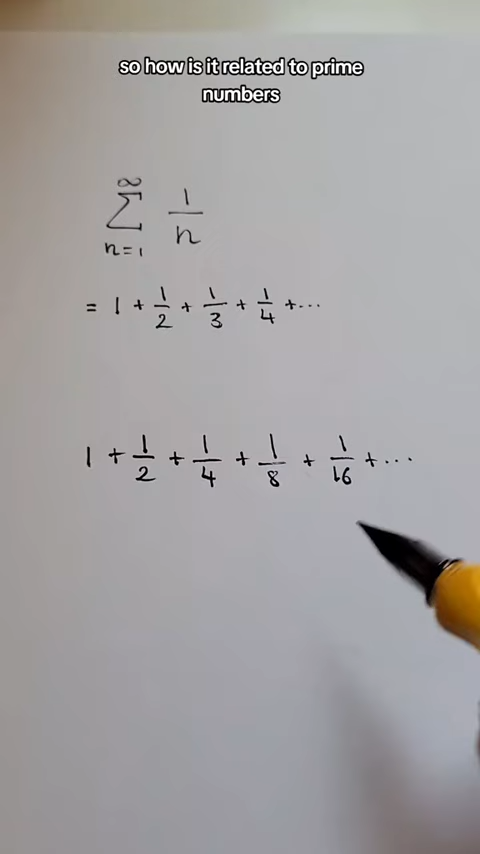 so how is it related to prime
numbers
∞
∑ 1/n
n=1
= 1 + 1/2 + 1/3 + 1/4 + ...
1 + 1/2 + 1/4 + 1/8 + 1/16 + ...